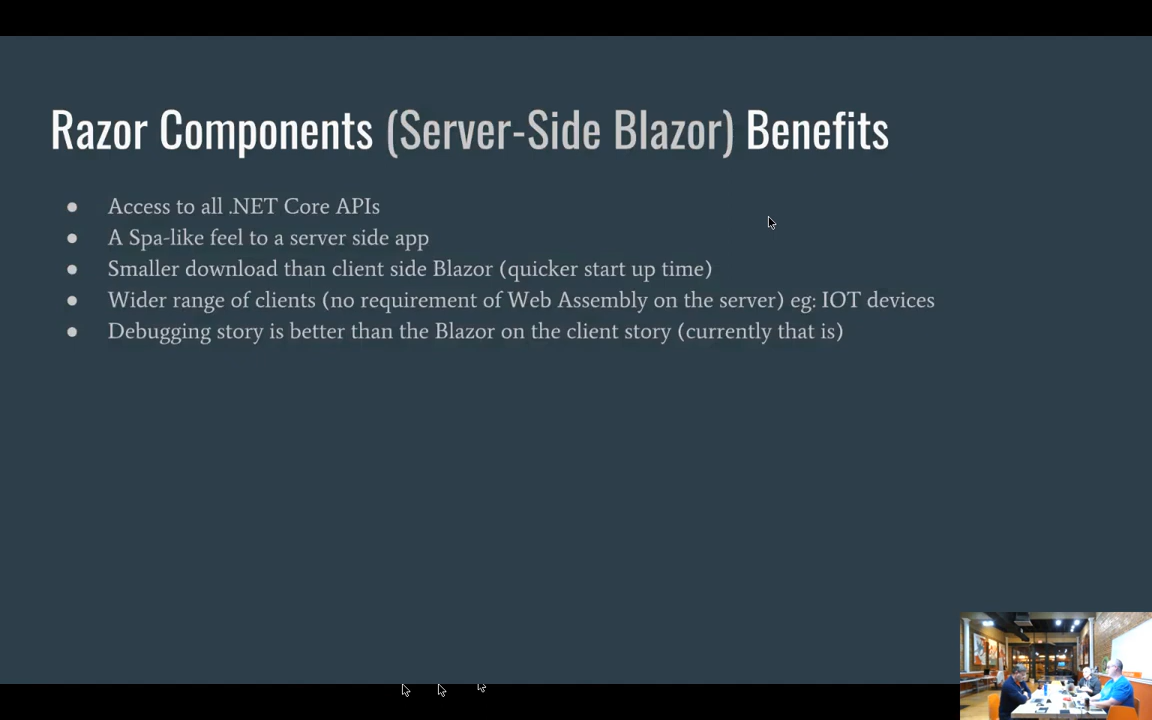 Razor Components (Server-Side Blazor) Benefits
● Access to all .NET Core APIs
● A Spa-like feel to a server side app
● Smaller download than client side Blazor (quicker start up time)
● Wider range of clients (no requirement of Web Assembly on the server) eg: IOT devices
● Debugging story is better than the Blazor on the client story (currently that is)